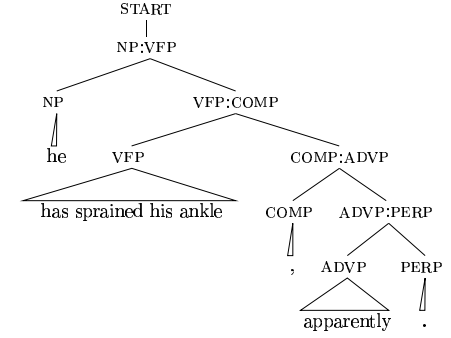 START
NP:VFP
NP VFP:COMP
he VFP COMP:ADVP
has sprained his ankle COMP ADVP:PERP
, ADVP PERP
apparently .